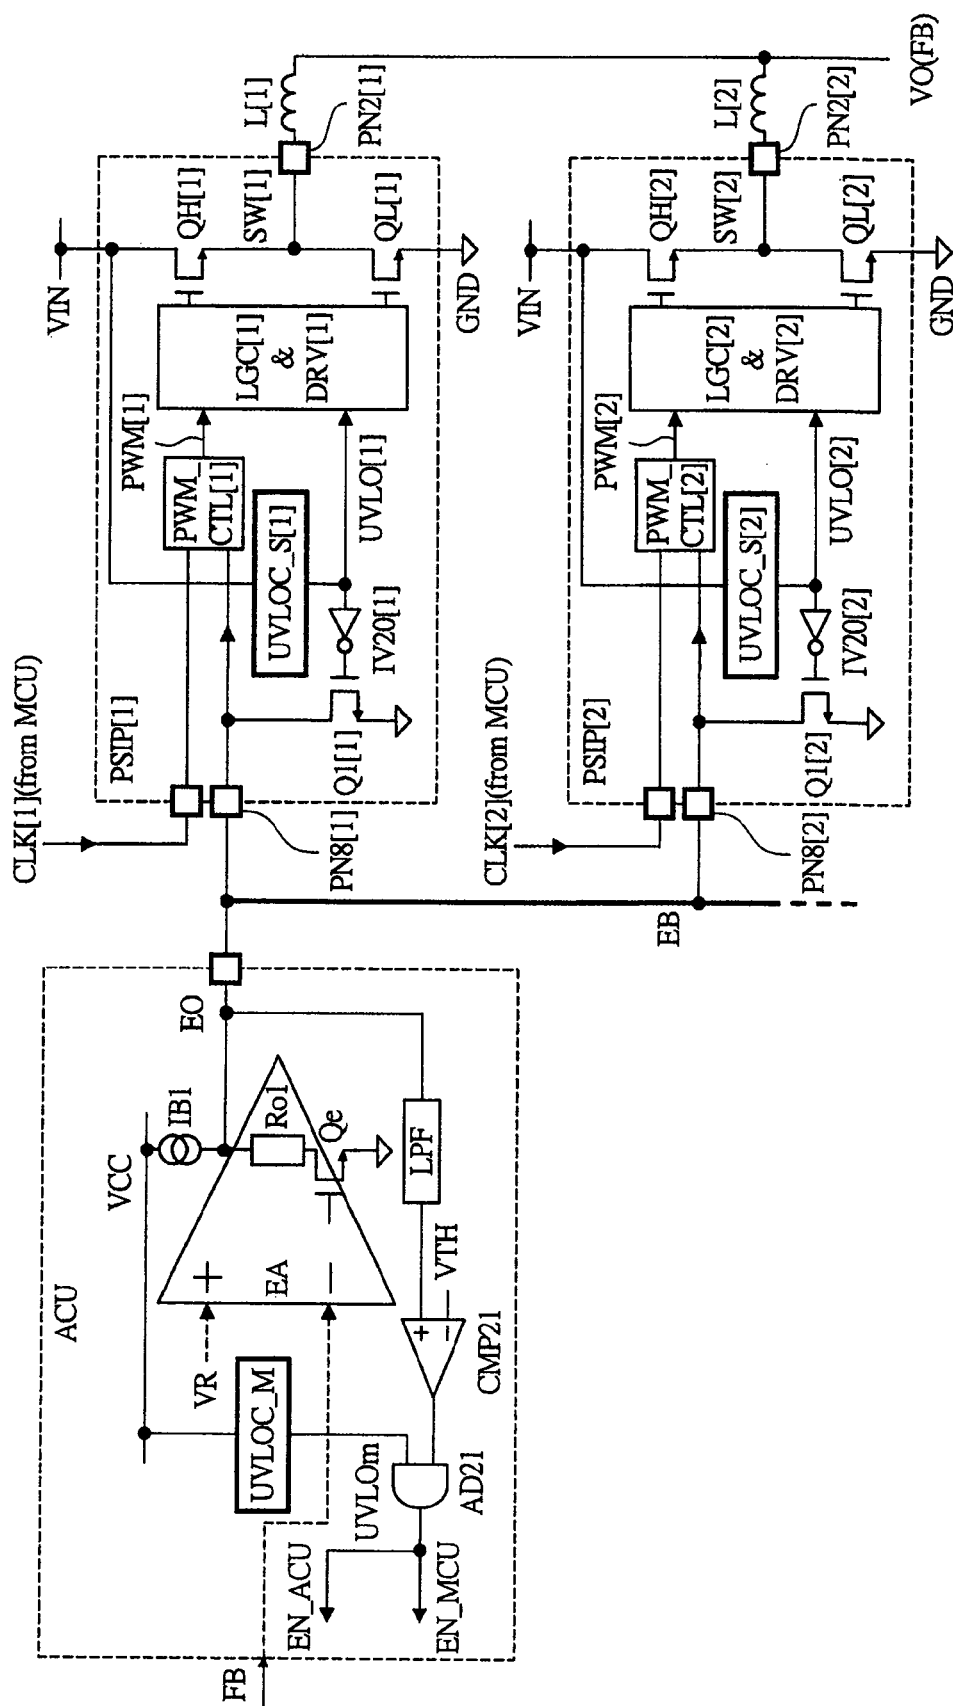 ACU
VCC
IB1
EO
Ro1
Qe
EA
+
−
VR
UVLOC_M
LPF
VTH
+
−
CMP21
UVLOm
AD21
EN_ACU
EN_MCU
FB
EB
CLK[1](from MCU)
PSIP[1]
PN8[1]
Q1[1]
IV20[1]
UVLOC_S[1]
PWM_
CTL[1]
PWM[1]
UVLO[1]
LGC[1]
&
DRV[1]
VIN
QH[1]
SW[1]
QL[1]
GND
L[1]
PN2[1]
CLK[2](from MCU)
PSIP[2]
PN8[2]
Q1[2]
IV20[2]
UVLOC_S[2]
PWM_
CTL[2]
PWM[2]
UVLO[2]
LGC[2]
&
DRV[2]
VIN
QH[2]
SW[2]
QL[2]
GND
L[2]
PN2[2]
VO(FB)